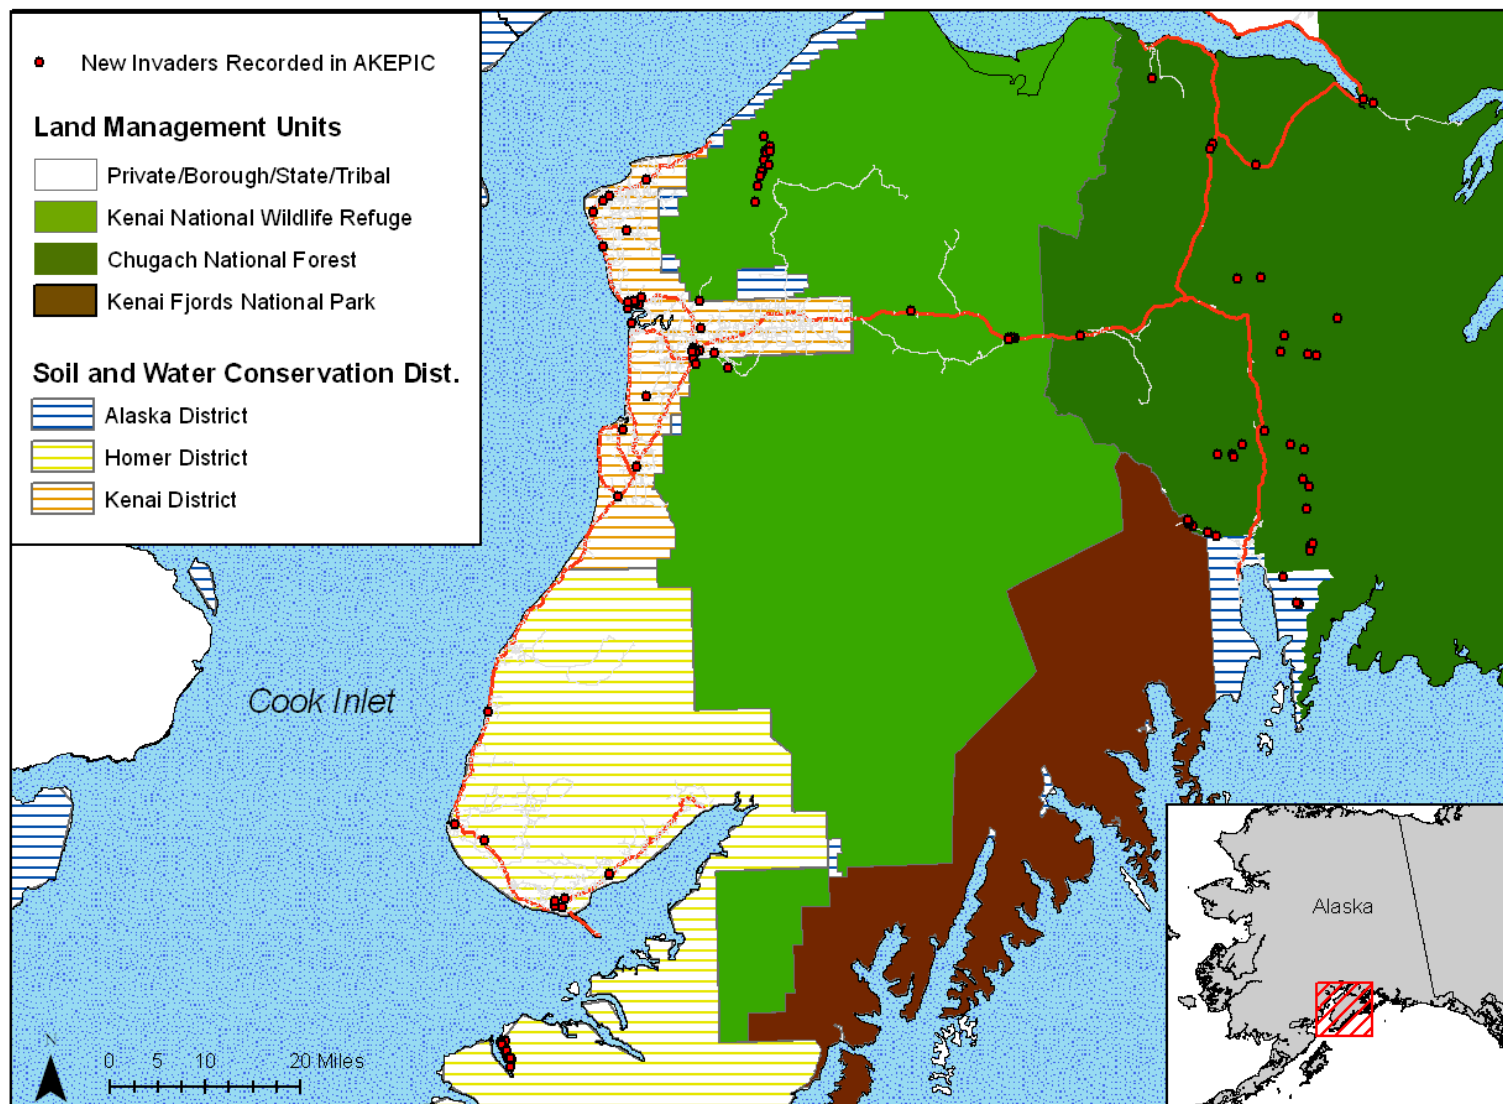 New Invaders Recorded in AKEPIC
Land Management Units
Private/Borough/State/Tribal
Kenai National Wildlife Refuge
Chugach National Forest
Kenai Fjords National Park
Soil and Water Conservation Dist.
Alaska District
Homer District
Kenai District
Cook Inlet
Alaska
N
0 5 10 20 Miles